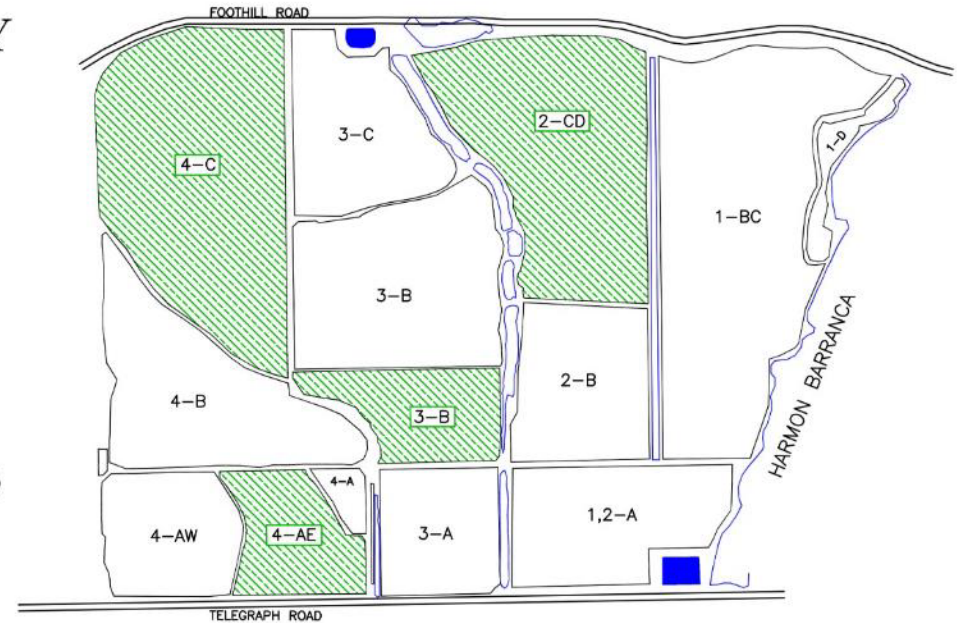 FOOTHILL ROAD
Y
4-C
3-C
2-CD
1-D
1-BC
3-B
HARMON BARRANCA
2-B
4-B
3-B
4-A
4-AW
4-AE
3-A
1,2-A
TELEGRAPH ROAD